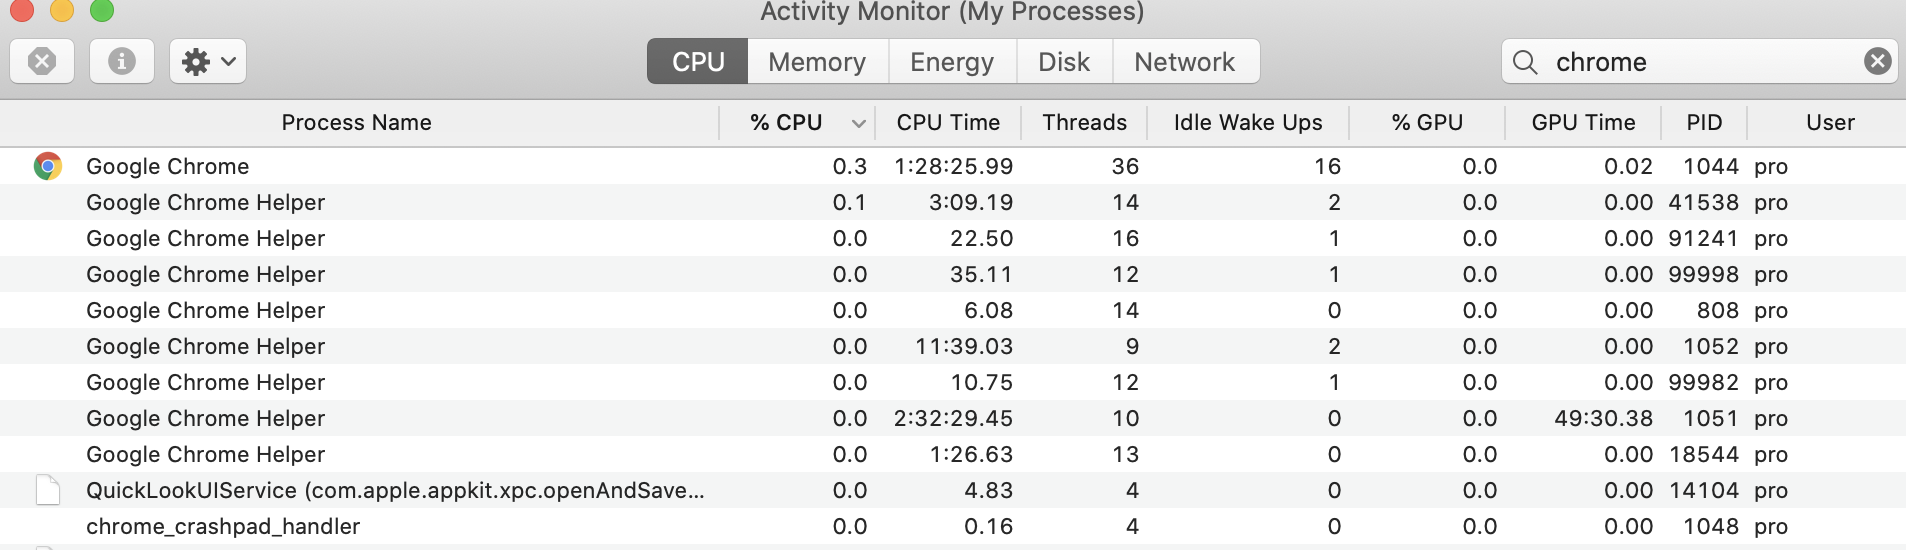 Activity Monitor (My Processes)
CPU Memory Energy Disk Network chrome
Process Name % CPU CPU Time Threads Idle Wake Ups % GPU GPU Time PID User
Google Chrome 0.3 1:28:25.99 36 16 0.0 0.02 1044 pro
Google Chrome Helper 0.1 3:09.19 14 2 0.0 0.00 41538 pro
Google Chrome Helper 0.0 22.50 16 1 0.0 0.00 91241 pro
Google Chrome Helper 0.0 35.11 12 1 0.0 0.00 99998 pro
Google Chrome Helper 0.0 6.08 14 0 0.0 0.00 808 pro
Google Chrome Helper 0.0 11:39.03 9 2 0.0 0.00 1052 pro
Google Chrome Helper 0.0 10.75 12 1 0.0 0.00 99982 pro
Google Chrome Helper 0.0 2:32:29.45 10 0 0.0 49:30.38 1051 pro
Google Chrome Helper 0.0 1:26.63 13 0 0.0 0.00 18544 pro
QuickLookUIService (com.apple.appkit.xpc.openAndSave... 0.0 4.83 4 0 0.0 0.00 14104 pro
chrome_crashpad_handler 0.0 0.16 4 0 0.0 0.00 1048 pro